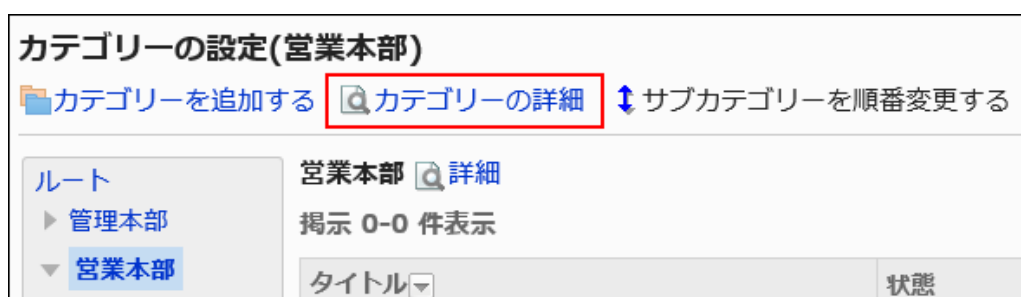 カテゴリーの設定(営業本部)
カテゴリーを追加する カテゴリーの詳細 サブカテゴリーを順番変更する
ルート
管理本部
営業本部
営業本部 詳細
掲示 0-0 件表示
タイトル 状態